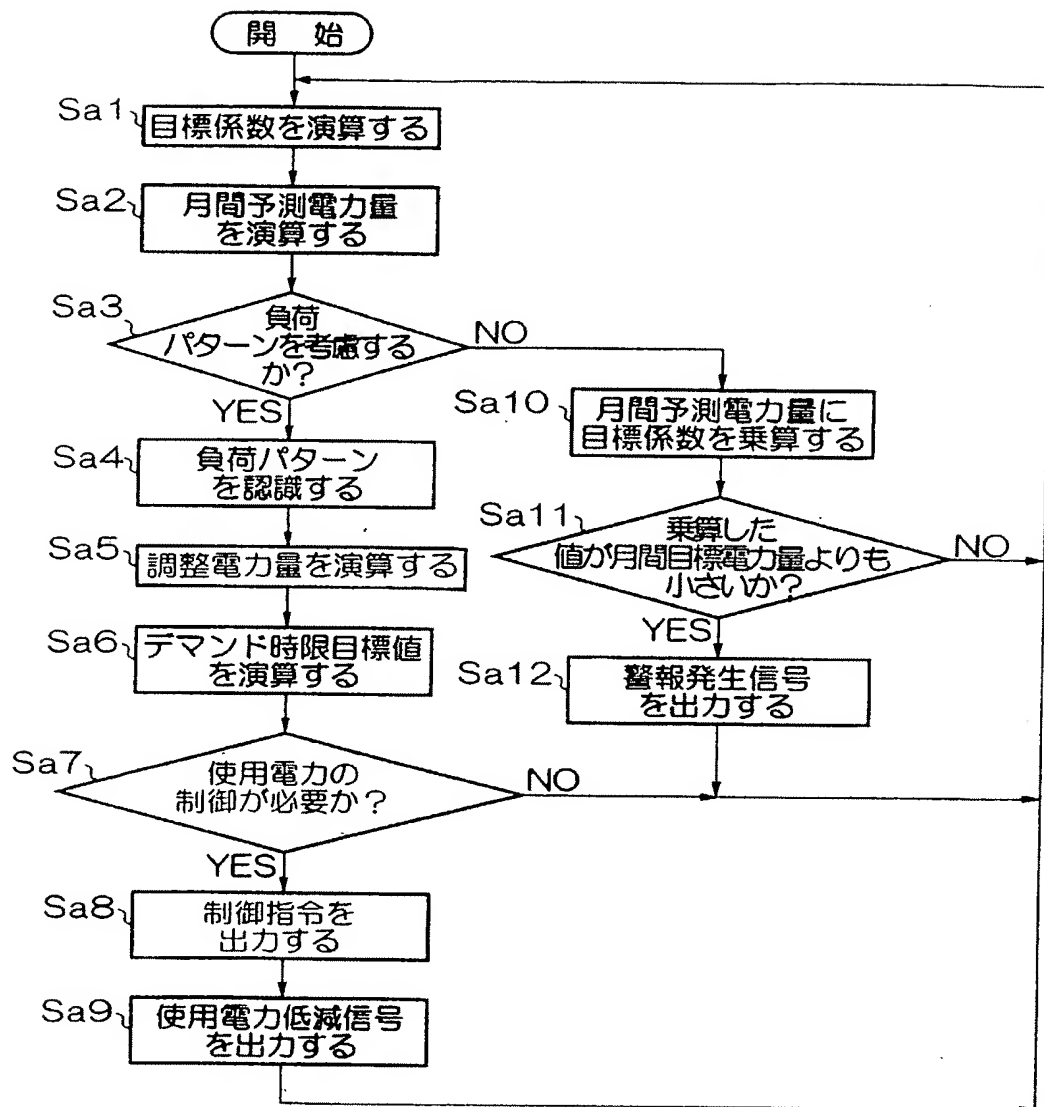 開 始
Sa1
目標係数を演算する
Sa2
月間予測電力量
を演算する
Sa3
負荷
パターンを考慮する
か?
NO
YES
Sa4
負荷パターン
を認識する
Sa5
調整電力量を演算する
Sa6
デマンド時限目標値
を演算する
Sa7
使用電力の
制御が必要か?
NO
YES
Sa8
制御指令を
出力する
Sa9
使用電力低減信号
を出力する
Sa10
月間予測電力量に
目標係数を乗算する
Sa11
乗算した
値が月間目標電力量よりも
小さいか?
NO
YES
Sa12
警報発生信号
を出力する